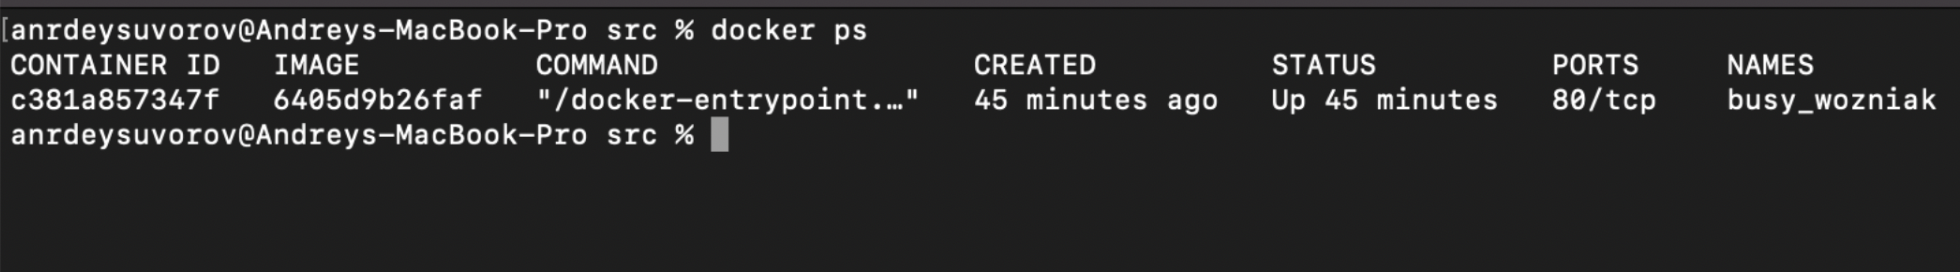 [anrdeysuvorov@Andreys-MacBook-Pro src % docker ps
CONTAINER ID   IMAGE          COMMAND                  CREATED          STATUS          PORTS     NAMES
c381a857347f   6405d9b26faf   "/docker-entrypoint.…"   45 minutes ago   Up 45 minutes   80/tcp    busy_wozniak
anrdeysuvorov@Andreys-MacBook-Pro src %